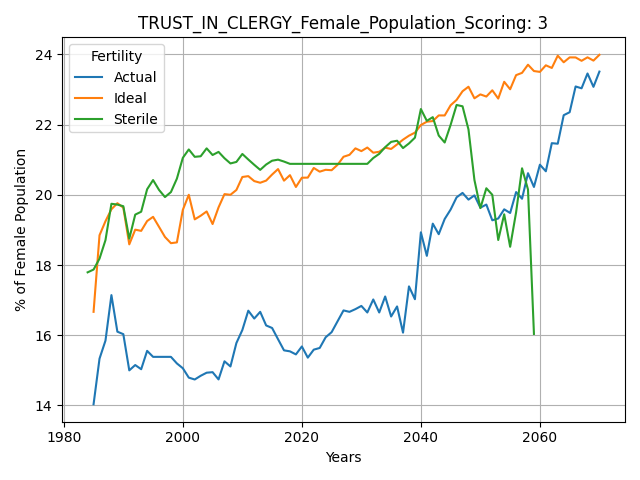 TRUST_IN_CLERGY_Female_Population_Scoring: 3
Fertility
Actual
Ideal
Sterile
% of Female Population
24
22
20
18
16
14
1980
2000
2020
2040
2060
Years